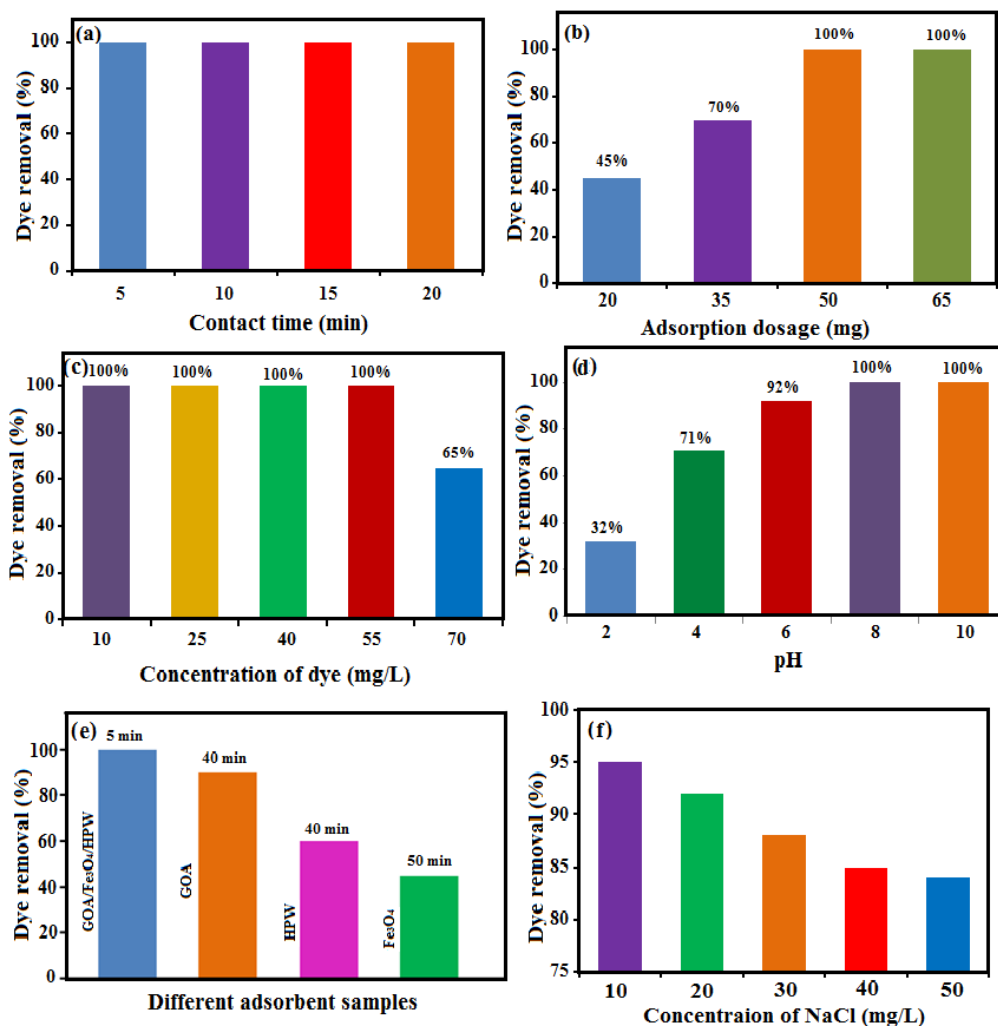 (a)
Dye removal (%)
100
80
60
40
20
0
5 10 15 20
Contact time (min)
(b)
Dye removal (%)
100
80
60
40
20
0
45%
70%
100%
100%
20 35 50 65
Adsorption dosage (mg)
(c)
Dye removal (%)
100
80
60
40
20
0
100%
100%
100%
100%
65%
10 25 40 55 70
Concentration of dye (mg/L)
(d)
Dye removal (%)
100
80
60
40
20
0
32%
71%
92%
100%
100%
2 4 6 8 10
pH
(e)
Dye removal (%)
100
80
60
40
20
0
5 min
40 min
40 min
50 min
GOA/Fe₃O₄/HPW
GOA
HPW
Fe₃O₄
Different adsorbent samples
(f)
Dye removal (%)
100
95
90
85
80
75
10 20 30 40 50
Concentraion of NaCl (mg/L)